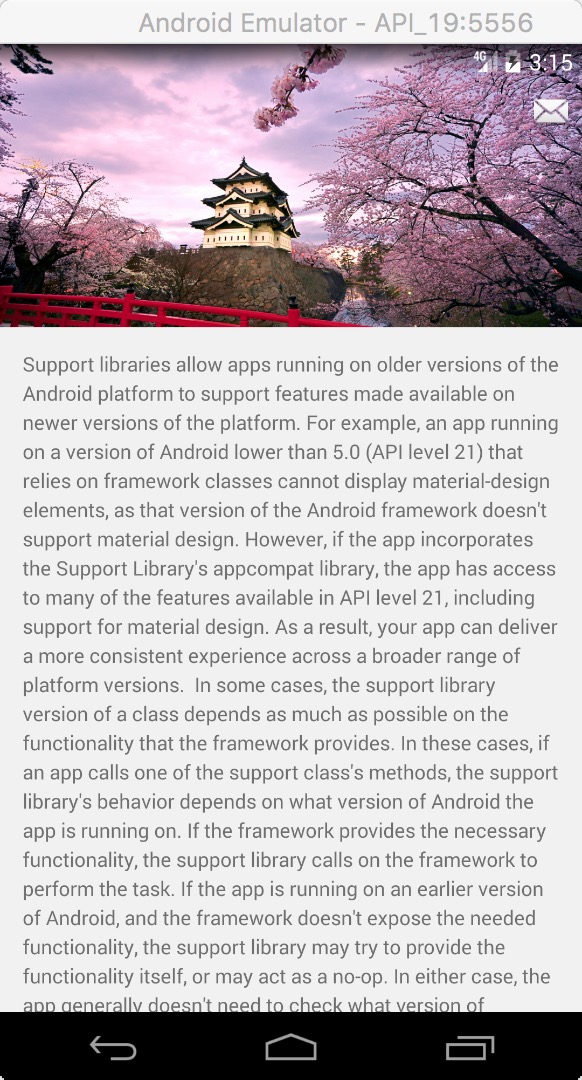 Android Emulator - API_19:5556
4G 3:15
Support libraries allow apps running on older versions of the
Android platform to support features made available on
newer versions of the platform. For example, an app running
on a version of Android lower than 5.0 (API level 21) that
relies on framework classes cannot display material-design
elements, as that version of the Android framework doesn't
support material design. However, if the app incorporates
the Support Library's appcompat library, the app has access
to many of the features available in API level 21, including
support for material design. As a result, your app can deliver
a more consistent experience across a broader range of
platform versions.  In some cases, the support library
version of a class depends as much as possible on the
functionality that the framework provides. In these cases, if
an app calls one of the support class's methods, the support
library's behavior depends on what version of Android the
app is running on. If the framework provides the necessary
functionality, the support library calls on the framework to
perform the task. If the app is running on an earlier version
of Android, and the framework doesn't expose the needed
functionality, the support library may try to provide the
functionality itself, or may act as a no-op. In either case, the
app generally doesn't need to check what version of